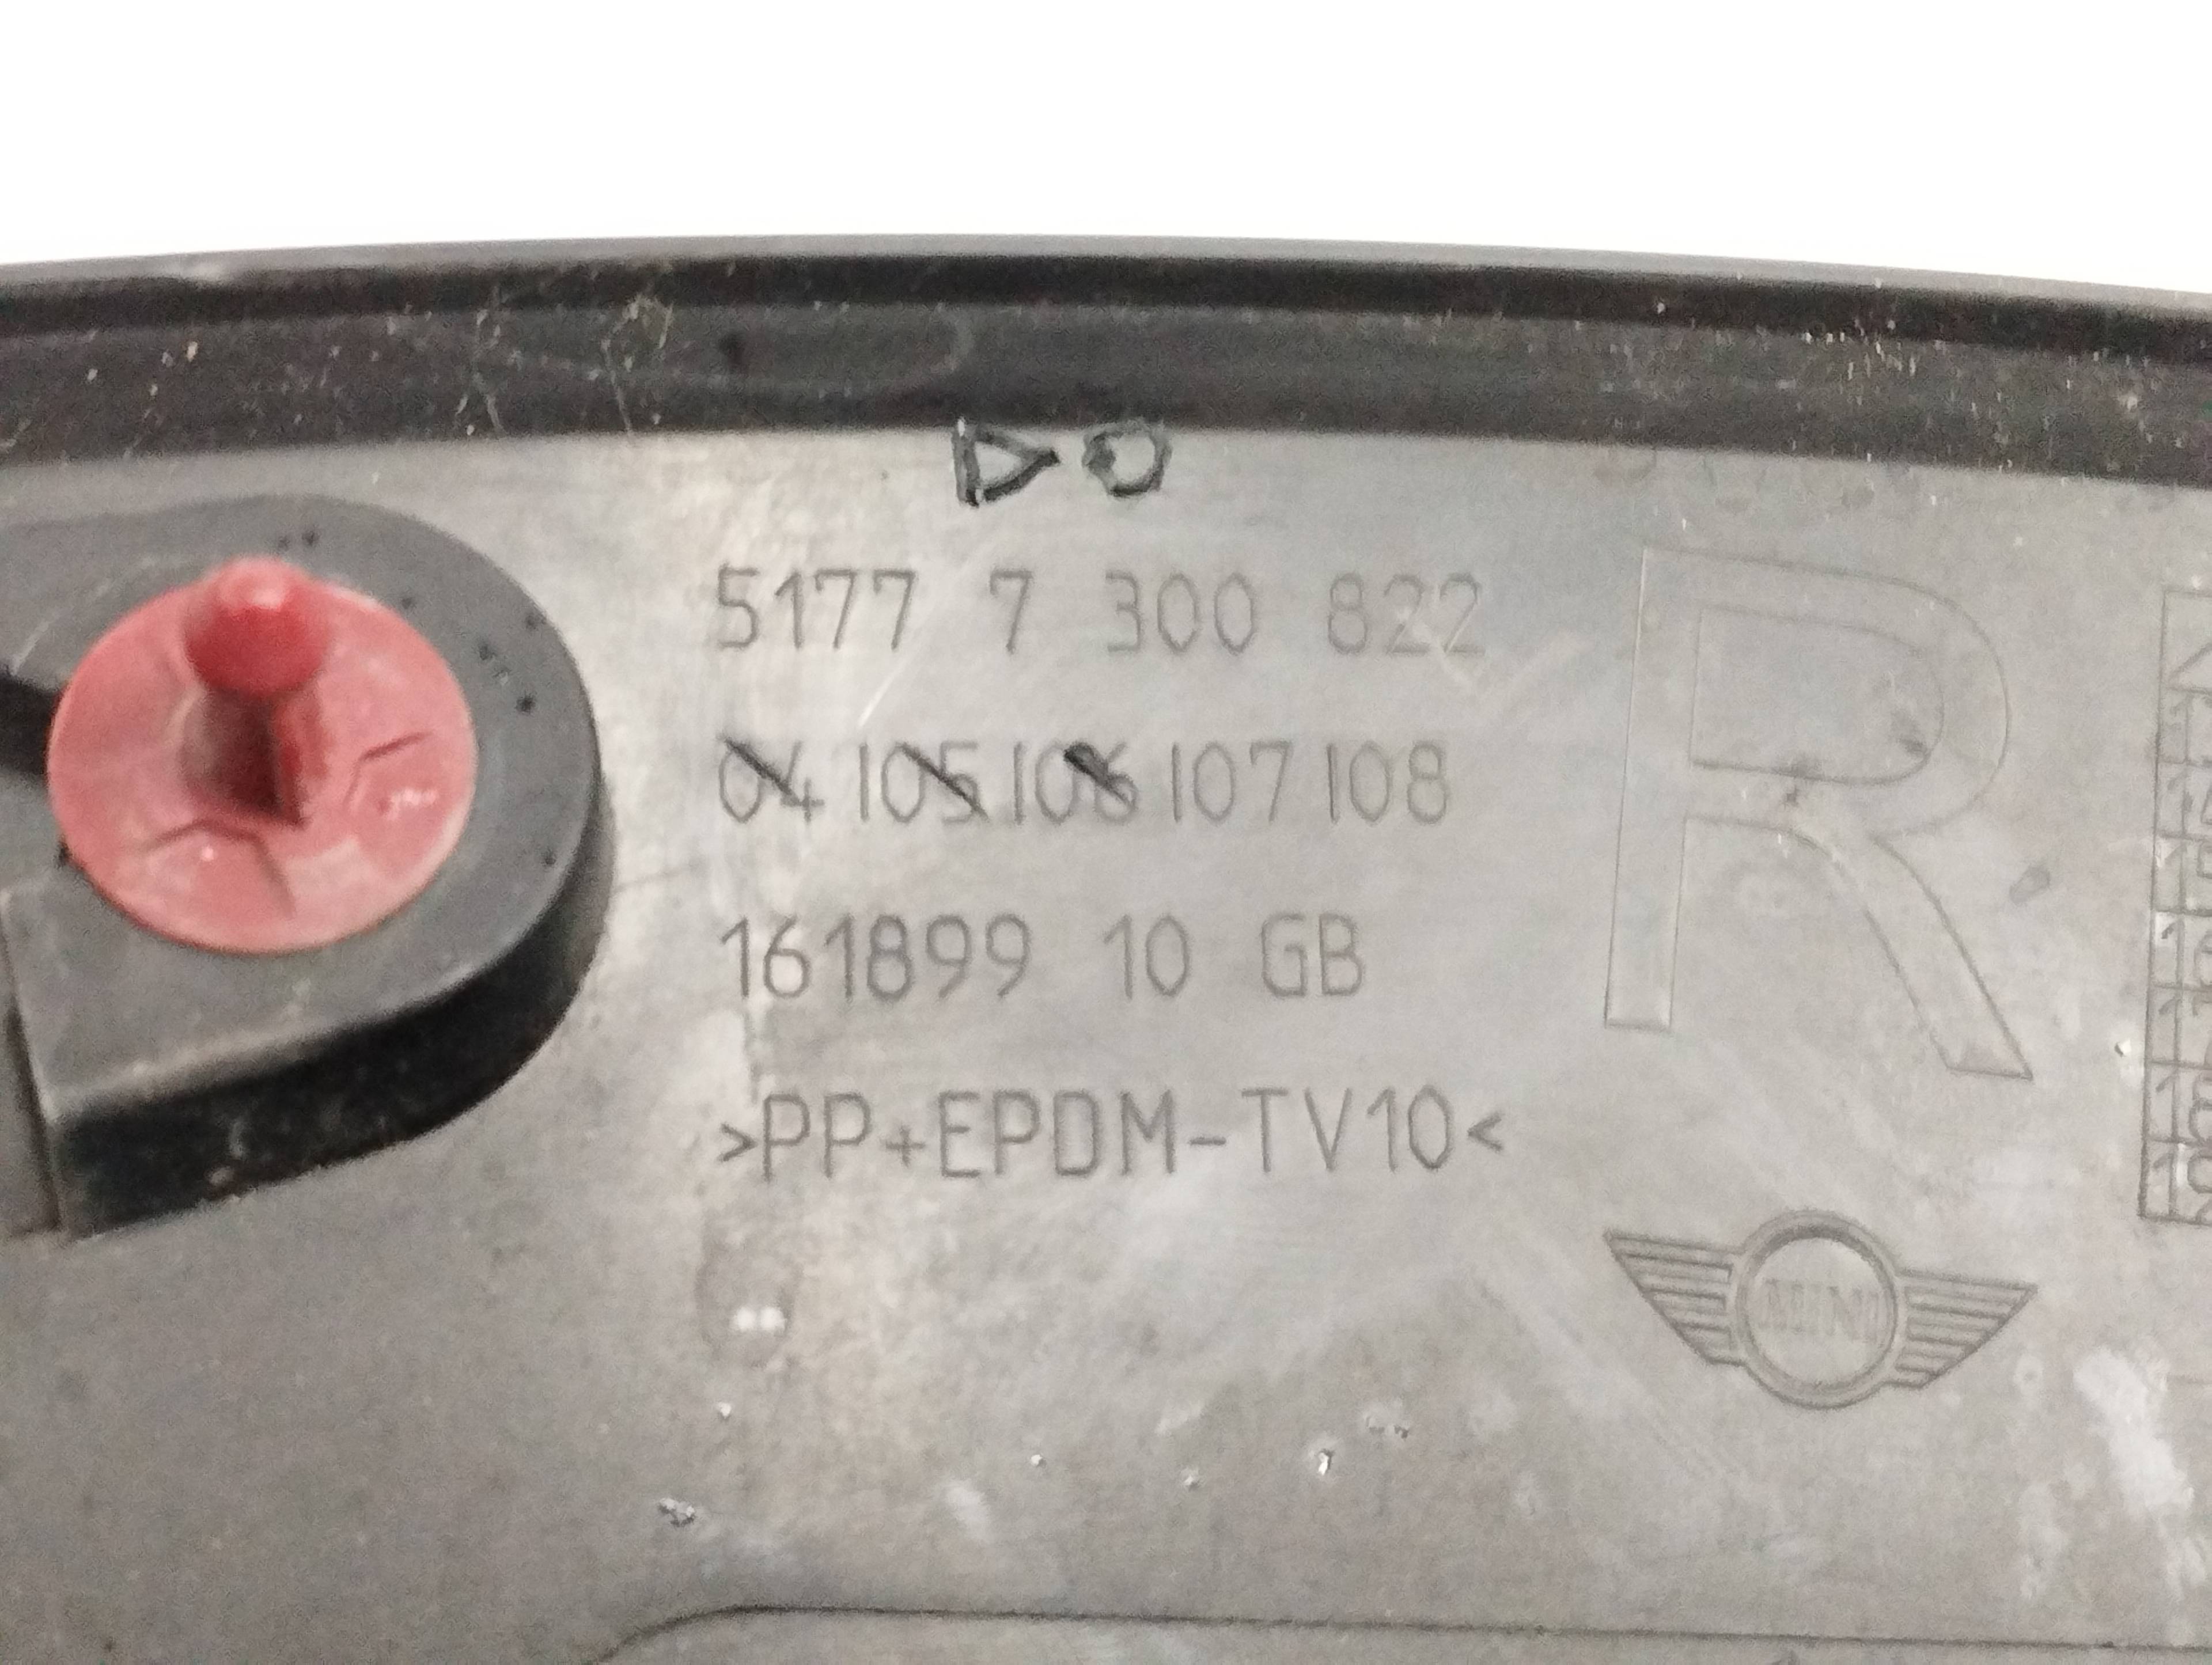 DO
5177 7 300 822
04 105 106 107 108
161899 10 GB
>PP+EPDM-TV10<
R
MINI